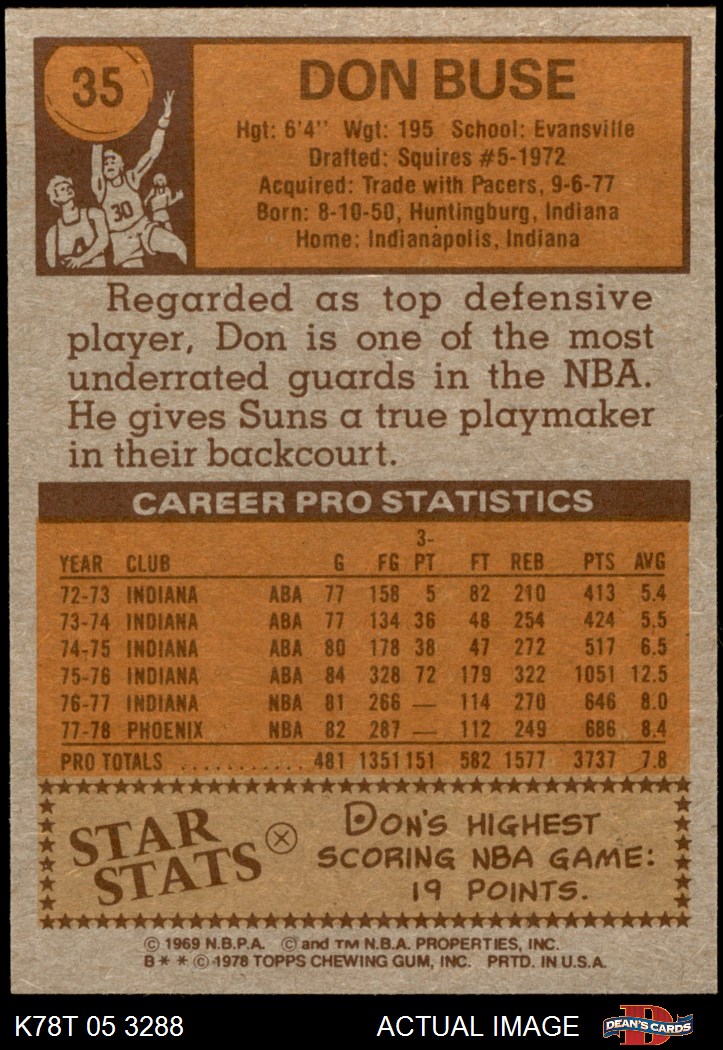 35
DON BUSE
Hgt: 6'4" Wgt: 195 School: Evansville
Drafted: Squires #5-1972
Acquired: Trade with Pacers, 9-6-77
Born: 8-10-50, Huntingburg, Indiana
Home: Indianapolis, Indiana
30
Regarded as top defensive
player, Don is one of the most
underrated guards in the NBA.
He gives Suns a true playmaker
in their backcourt.
CAREER PRO STATISTICS
YEAR CLUB G FG 3-PT FT REB PTS AVG
72-73 INDIANA ABA 77 158 5 82 210 413 5.4
73-74 INDIANA ABA 77 134 36 48 254 424 5.5
74-75 INDIANA ABA 80 178 38 47 272 517 6.5
75-76 INDIANA ABA 84 328 72 179 322 1051 12.5
76-77 INDIANA NBA 81 266 — 114 270 646 8.0
77-78 PHOENIX NBA 82 287 — 112 249 686 8.4
PRO TOTALS ........... 481 1351 151 582 1577 3737 7.8
STAR
STATS
DON'S HIGHEST
SCORING NBA GAME:
19 POINTS.
© 1969 N.B.P.A. © and TM N.B.A. PROPERTIES, INC.
B * * © 1978 TOPPS CHEWING GUM, INC. PRTD. IN U.S.A.
K78T 05 3288 ACTUAL IMAGE DEAN'S CARDS